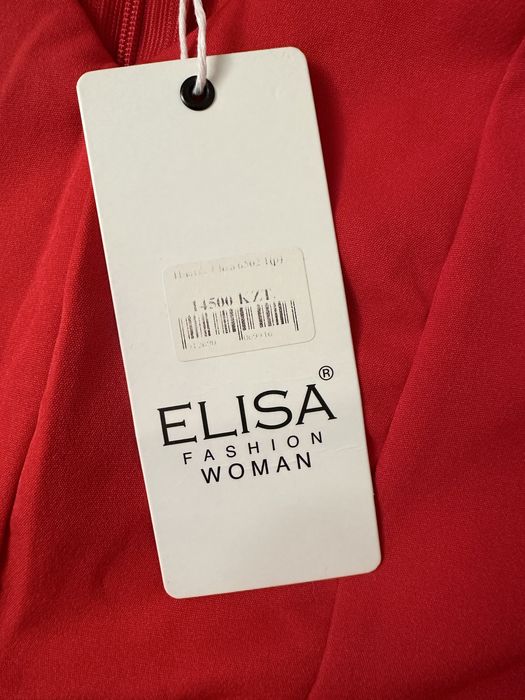 14500 KZT.
ELISA®
FASHION
WOMAN